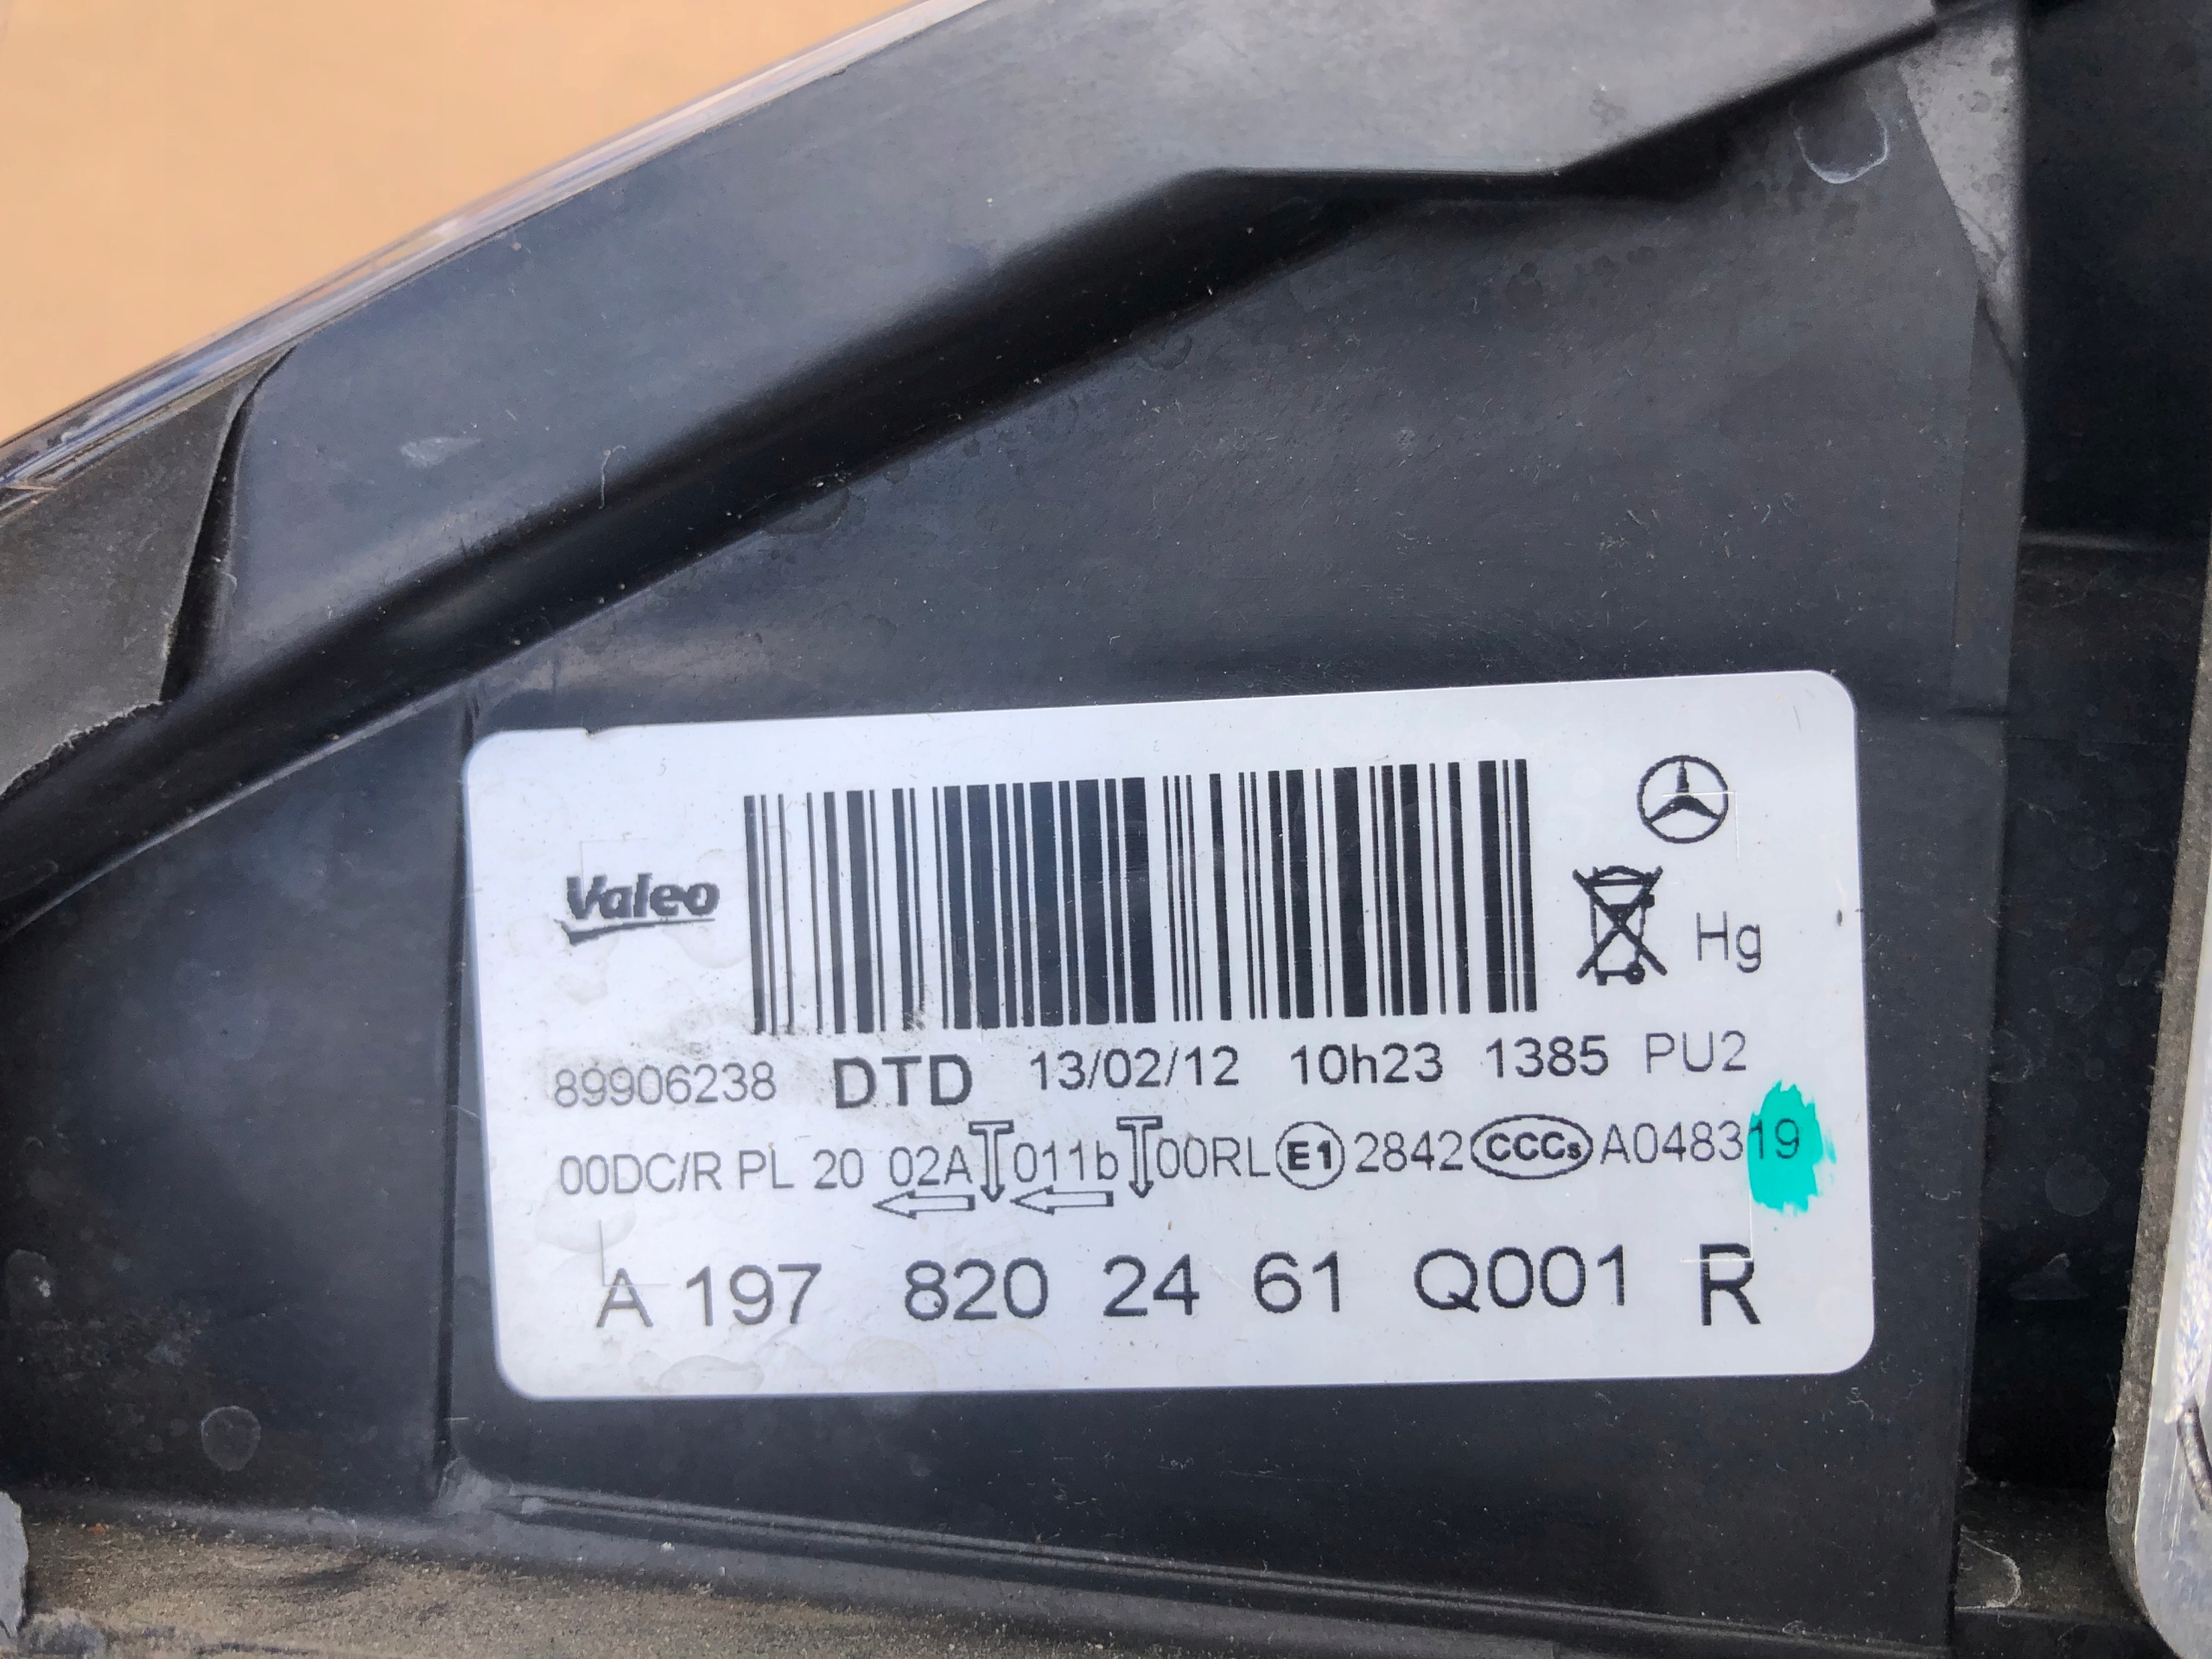 Valeo
Hg
89906238 DTD 13/02/12 10h23 1385 PU2
00DC/R PL 20 02A 011b 00RL E1 2842 CCCs A048319
A 197 820 24 61 Q001 R